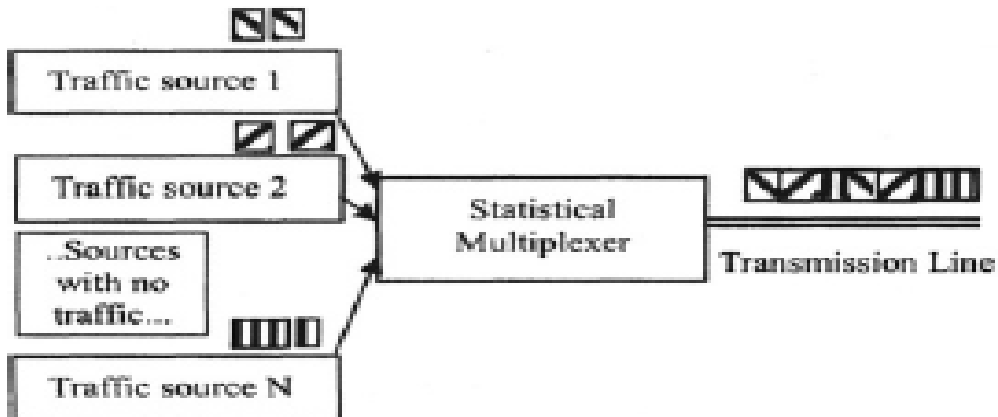 Traffic source 1
Traffic source 2
..Sources
with no
traffic...
Traffic source N
Statistical
Multiplexer
Transmission Line